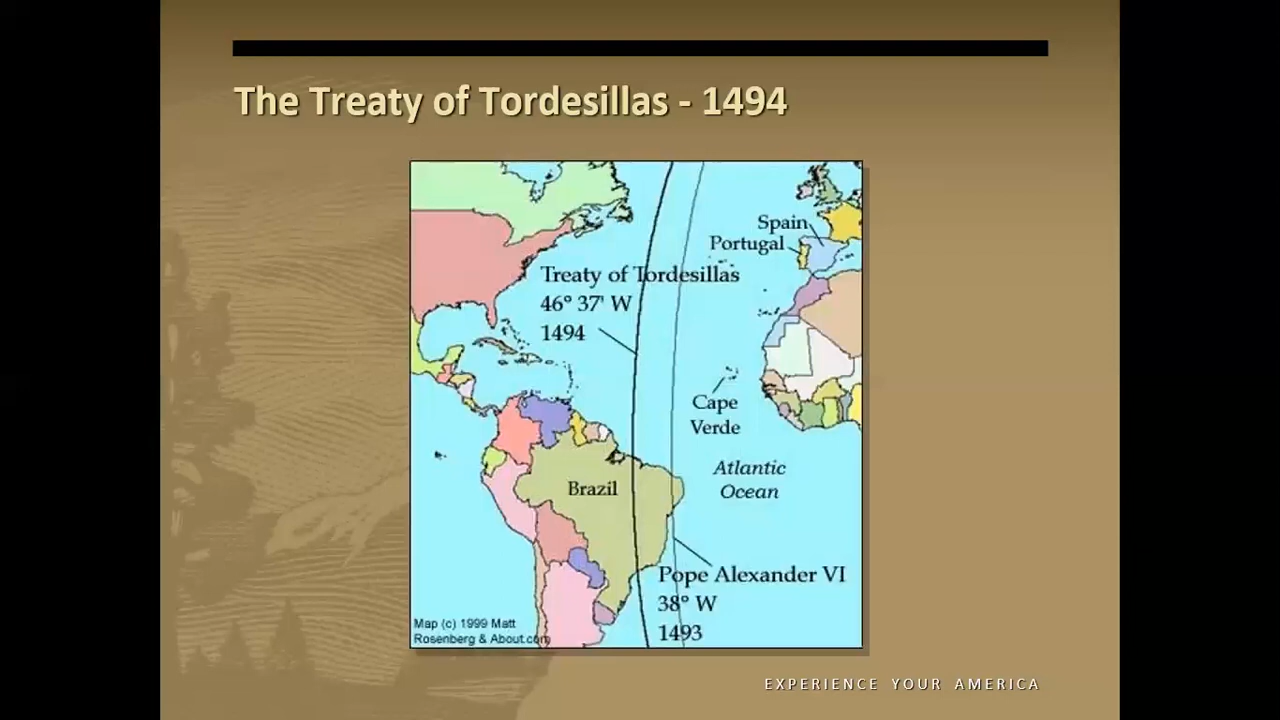 The Treaty of Tordesillas - 1494
Spain
Portugal
Treaty of Tordesillas
46° 37' W
1494
Cape
Verde
Atlantic
Ocean
Brazil
Pope Alexander VI
38° W
1493
Map (c) 1999 Matt
Rosenberg & About.com
EXPERIENCE YOUR AMERICA